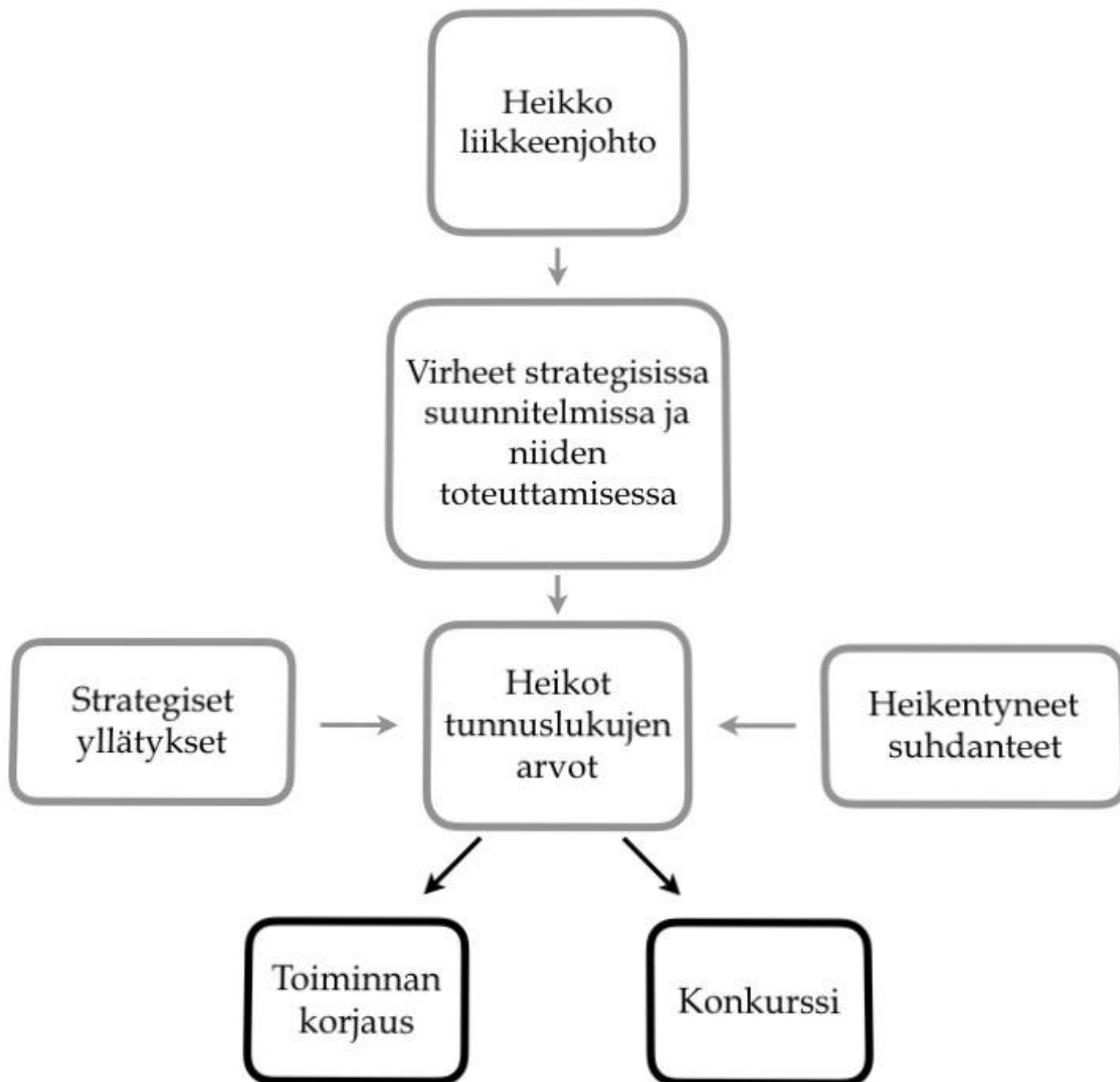 Heikko
liikkeenjohto
Virheet strategisissa
suunnitelmissa ja
niiden
toteuttamisessa
Strategiset
yllätykset
Heikot
tunnuslukujen
arvot
Heikentyneet
suhdanteet
Toiminnan
korjaus
Konkurssi